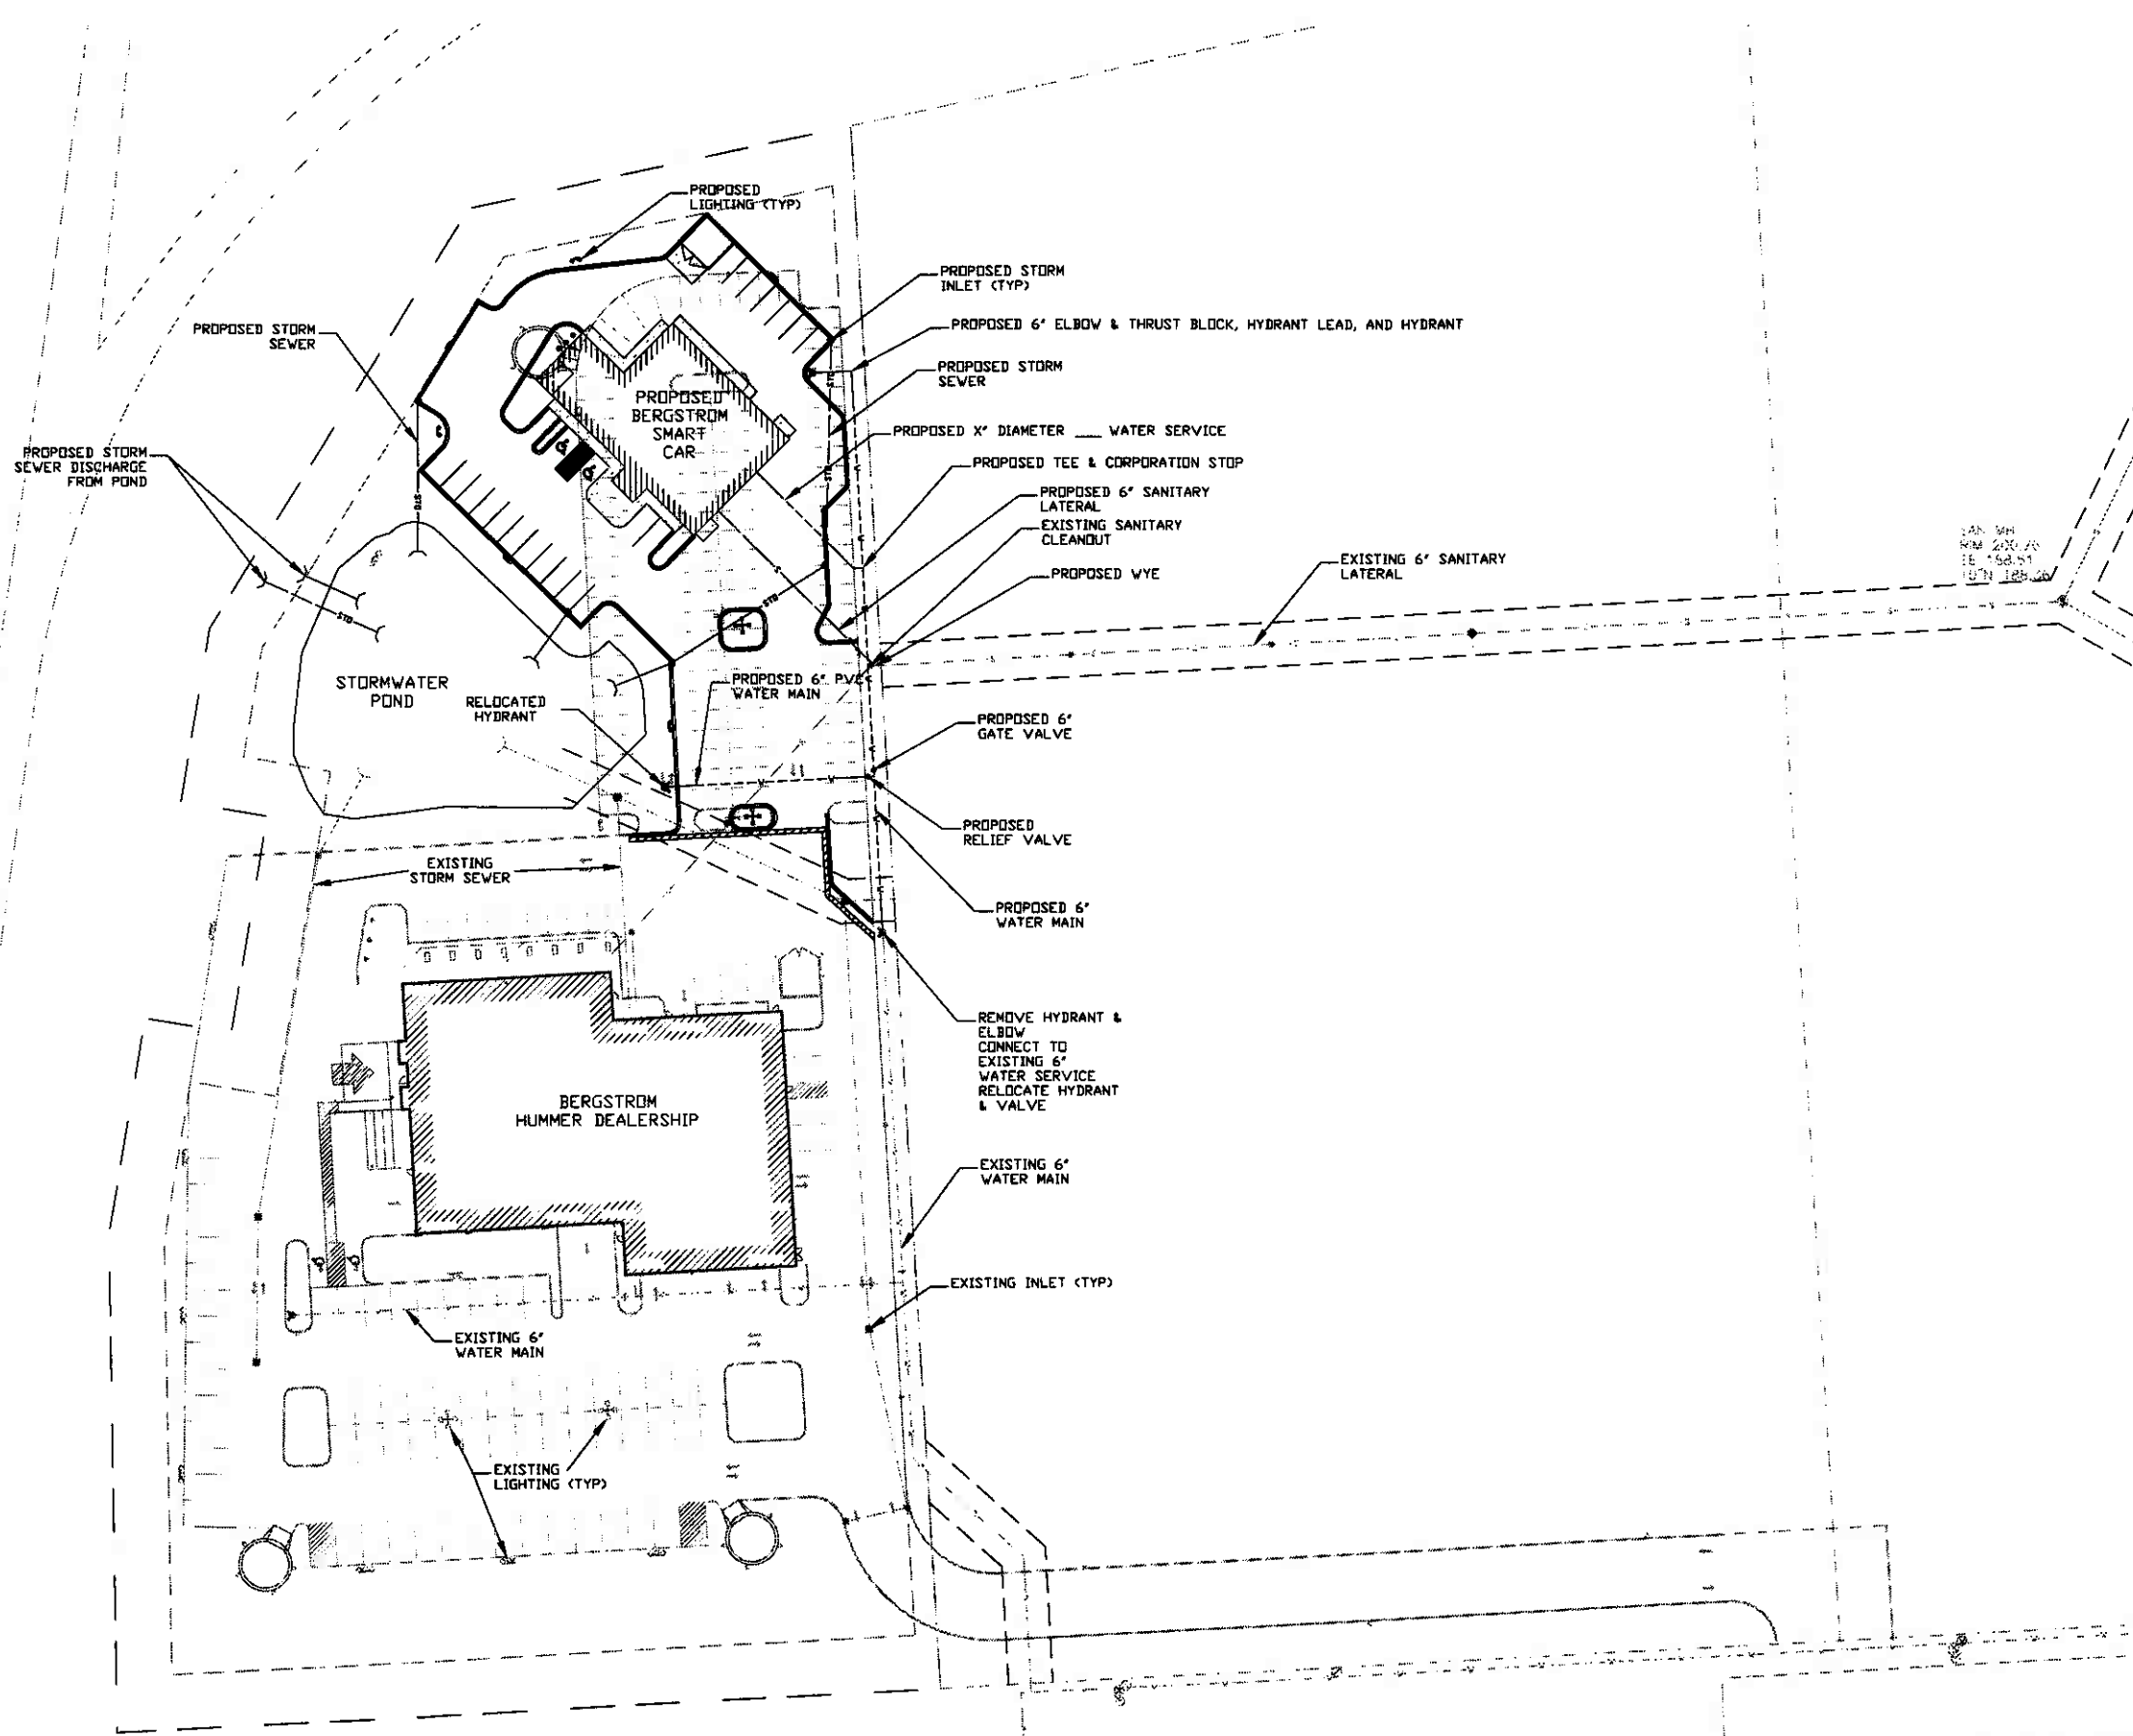 PROPOSED
LIGHTING (TYP)
PROPOSED STORM
INLET (TYP)
PROPOSED 6" ELBOW & THRUST BLOCK, HYDRANT LEAD, AND HYDRANT
PROPOSED STORM
SEWER
PROPOSED STORM
SEWER
PROPOSED
BERGSTROM
SMART
CAR
PROPOSED X" DIAMETER ___ WATER SERVICE
PROPOSED TEE & CORPORATION STOP
PROPOSED STORM
SEWER DISCHARGE
FROM POND
PROPOSED 6" SANITARY
LATERAL
EXISTING SANITARY
CLEANOUT
PROPOSED WYE
EXISTING 6" SANITARY
LATERAL
STO
STO
STO
STO
STO
STORMWATER
POND
RELOCATED
HYDRANT
PROPOSED 6" PVC
WATER MAIN
PROPOSED 6"
GATE VALVE
PROPOSED
RELIEF VALVE
EXISTING
STORM SEWER
PROPOSED 6"
WATER MAIN
REMOVE HYDRANT &
ELBOW
CONNECT TO
EXISTING 6"
WATER SERVICE
RELOCATE HYDRANT
& VALVE
BERGSTROM
HUMMER DEALERSHIP
EXISTING 6"
WATER MAIN
EXISTING INLET (TYP)
EXISTING 6"
WATER MAIN
EXISTING
LIGHTING (TYP)